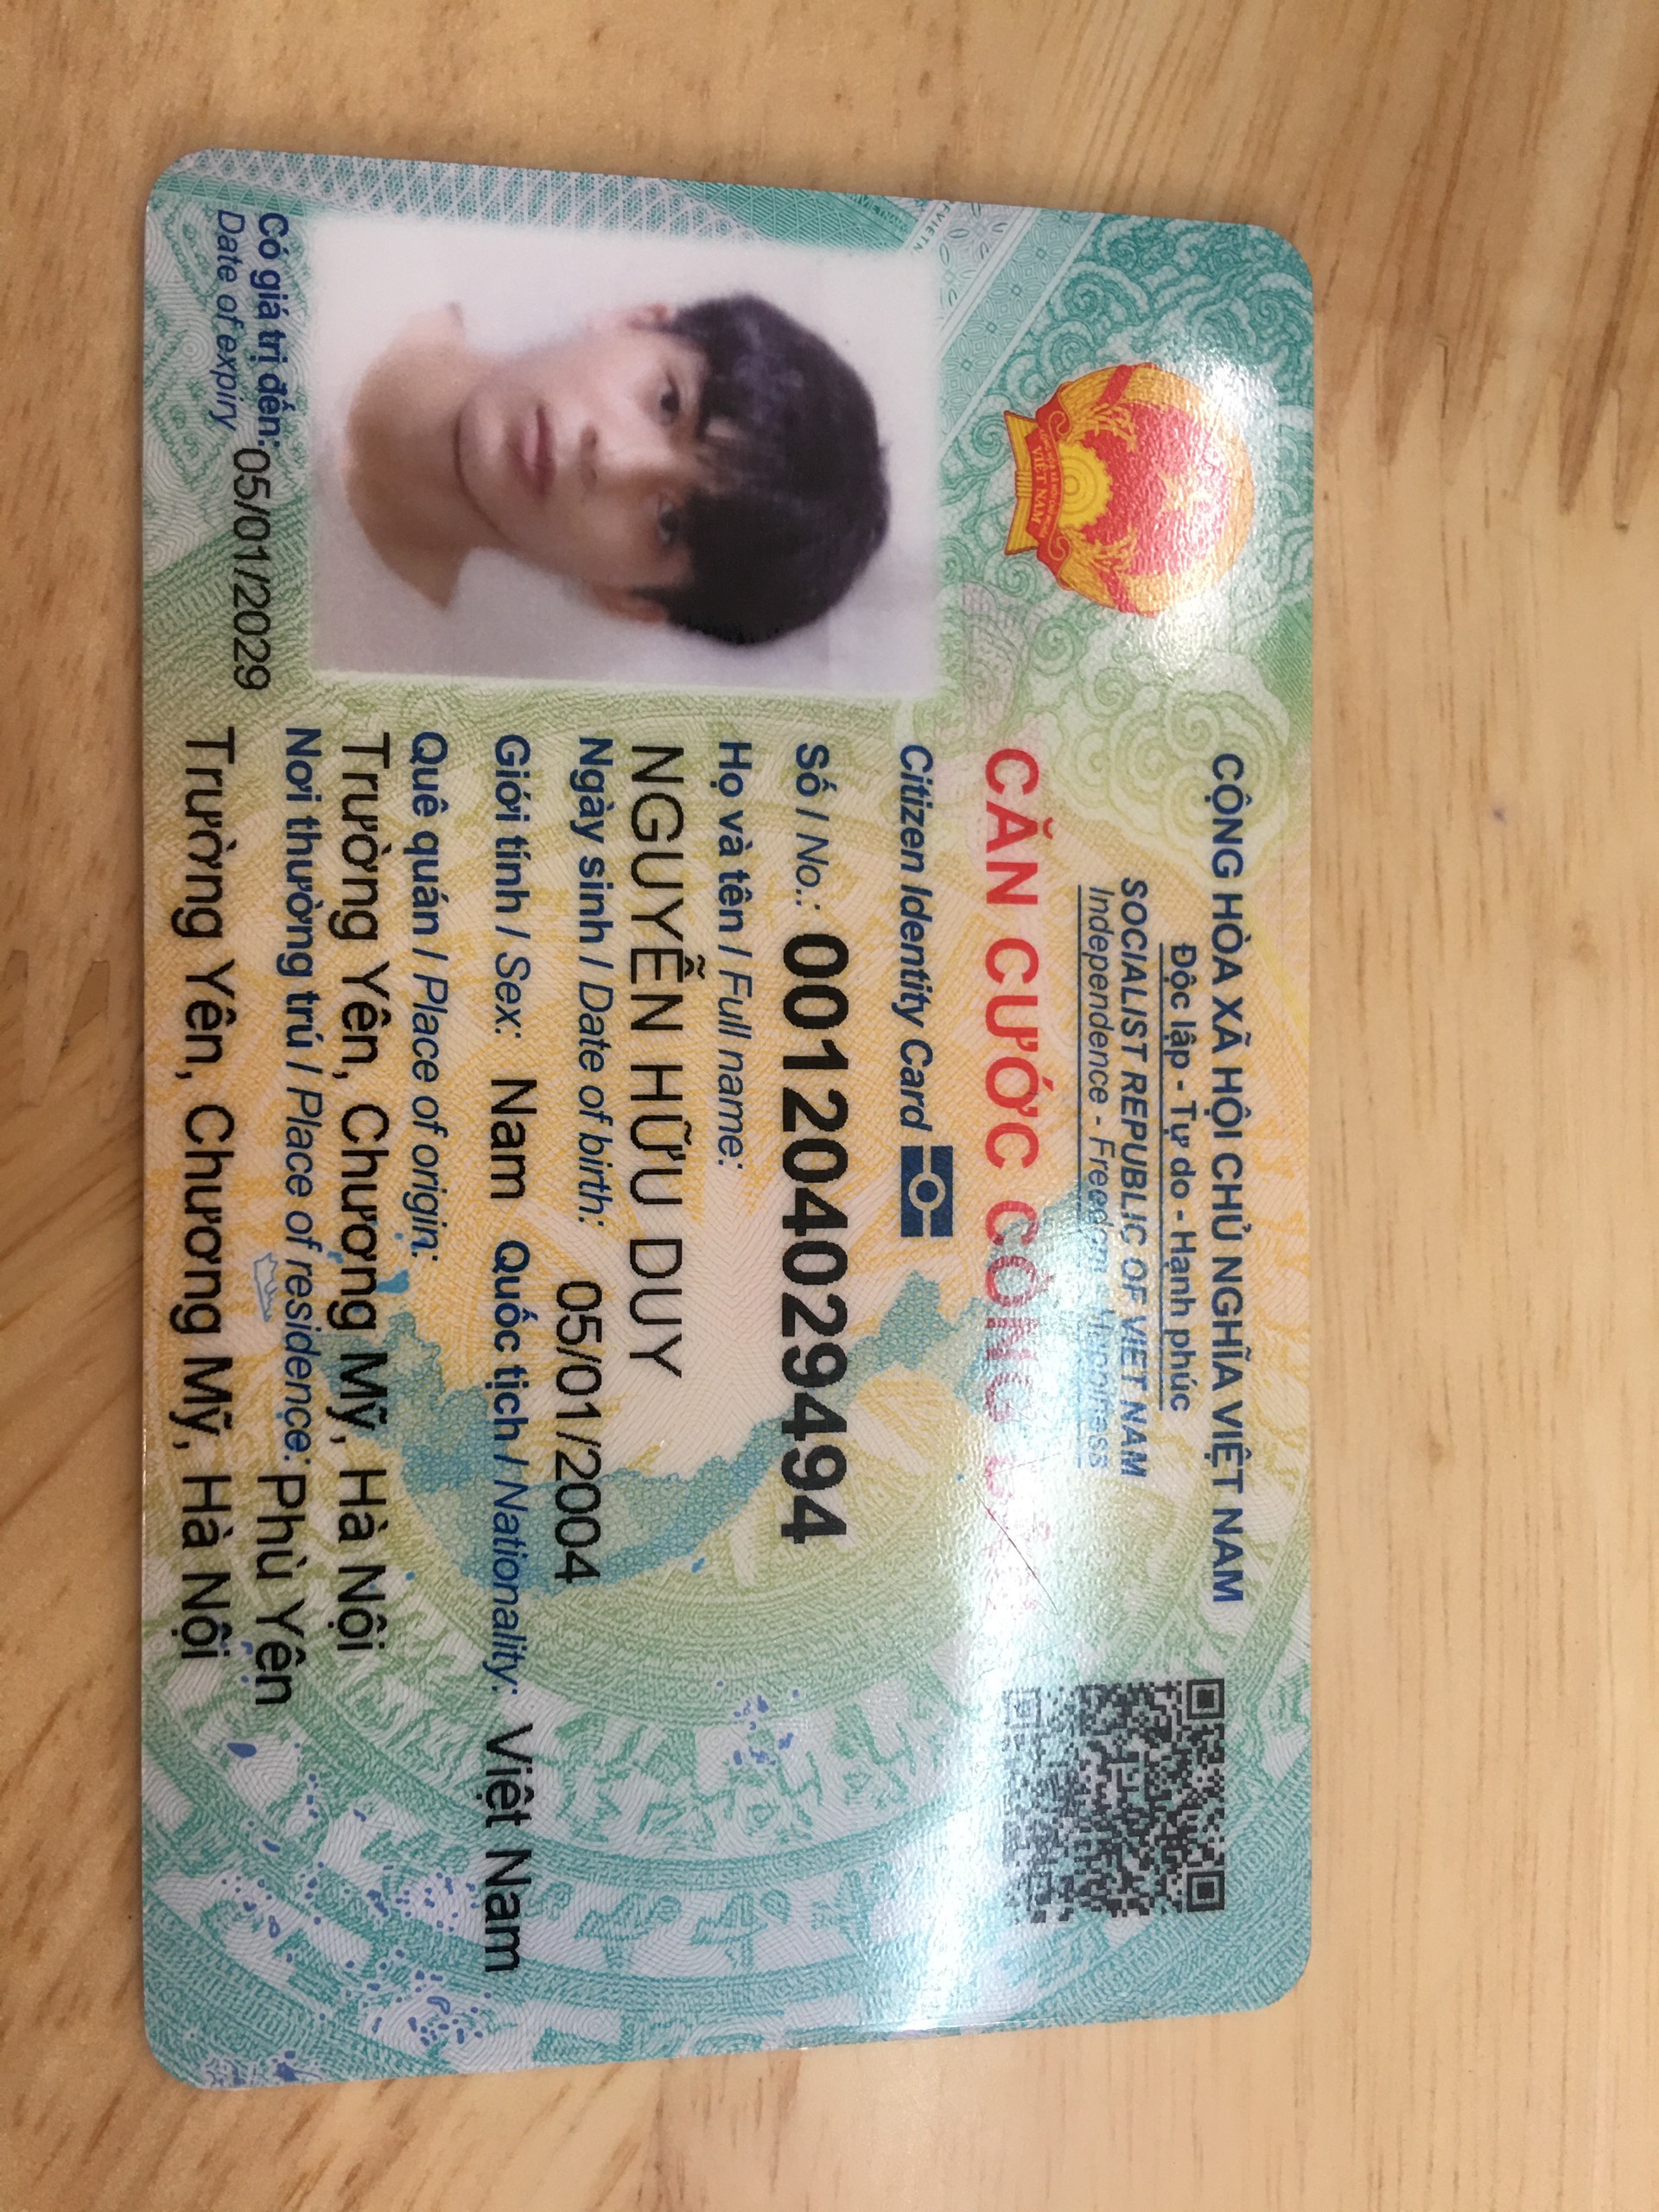 CỘNG HÒA XÃ HỘI CHỦ NGHĨA VIỆT NAM
Độc lập - Tự do - Hạnh phúc
SOCIALIST REPUBLIC OF VIET NAM
Independence - Freedom - Happiness
CĂN CƯỚC CÔNG
Citizen Identity Card
Số / No.: 001204029494
Họ và tên / Full name:
NGUYỄN HỮU DUY
Ngày sinh / Date of birth: 05/01/2004
Giới tính / Sex: Nam Quốc tịch / Nationality: Việt Nam
Quê quán / Place of origin:
Trường Yên, Chương Mỹ, Hà Nội
Nơi thường trú / Place of residence: Phù Yên
Trường Yên, Chương Mỹ, Hà Nội
Có giá trị đến: 05/01/2029
Date of expiry
VIỆT NAM